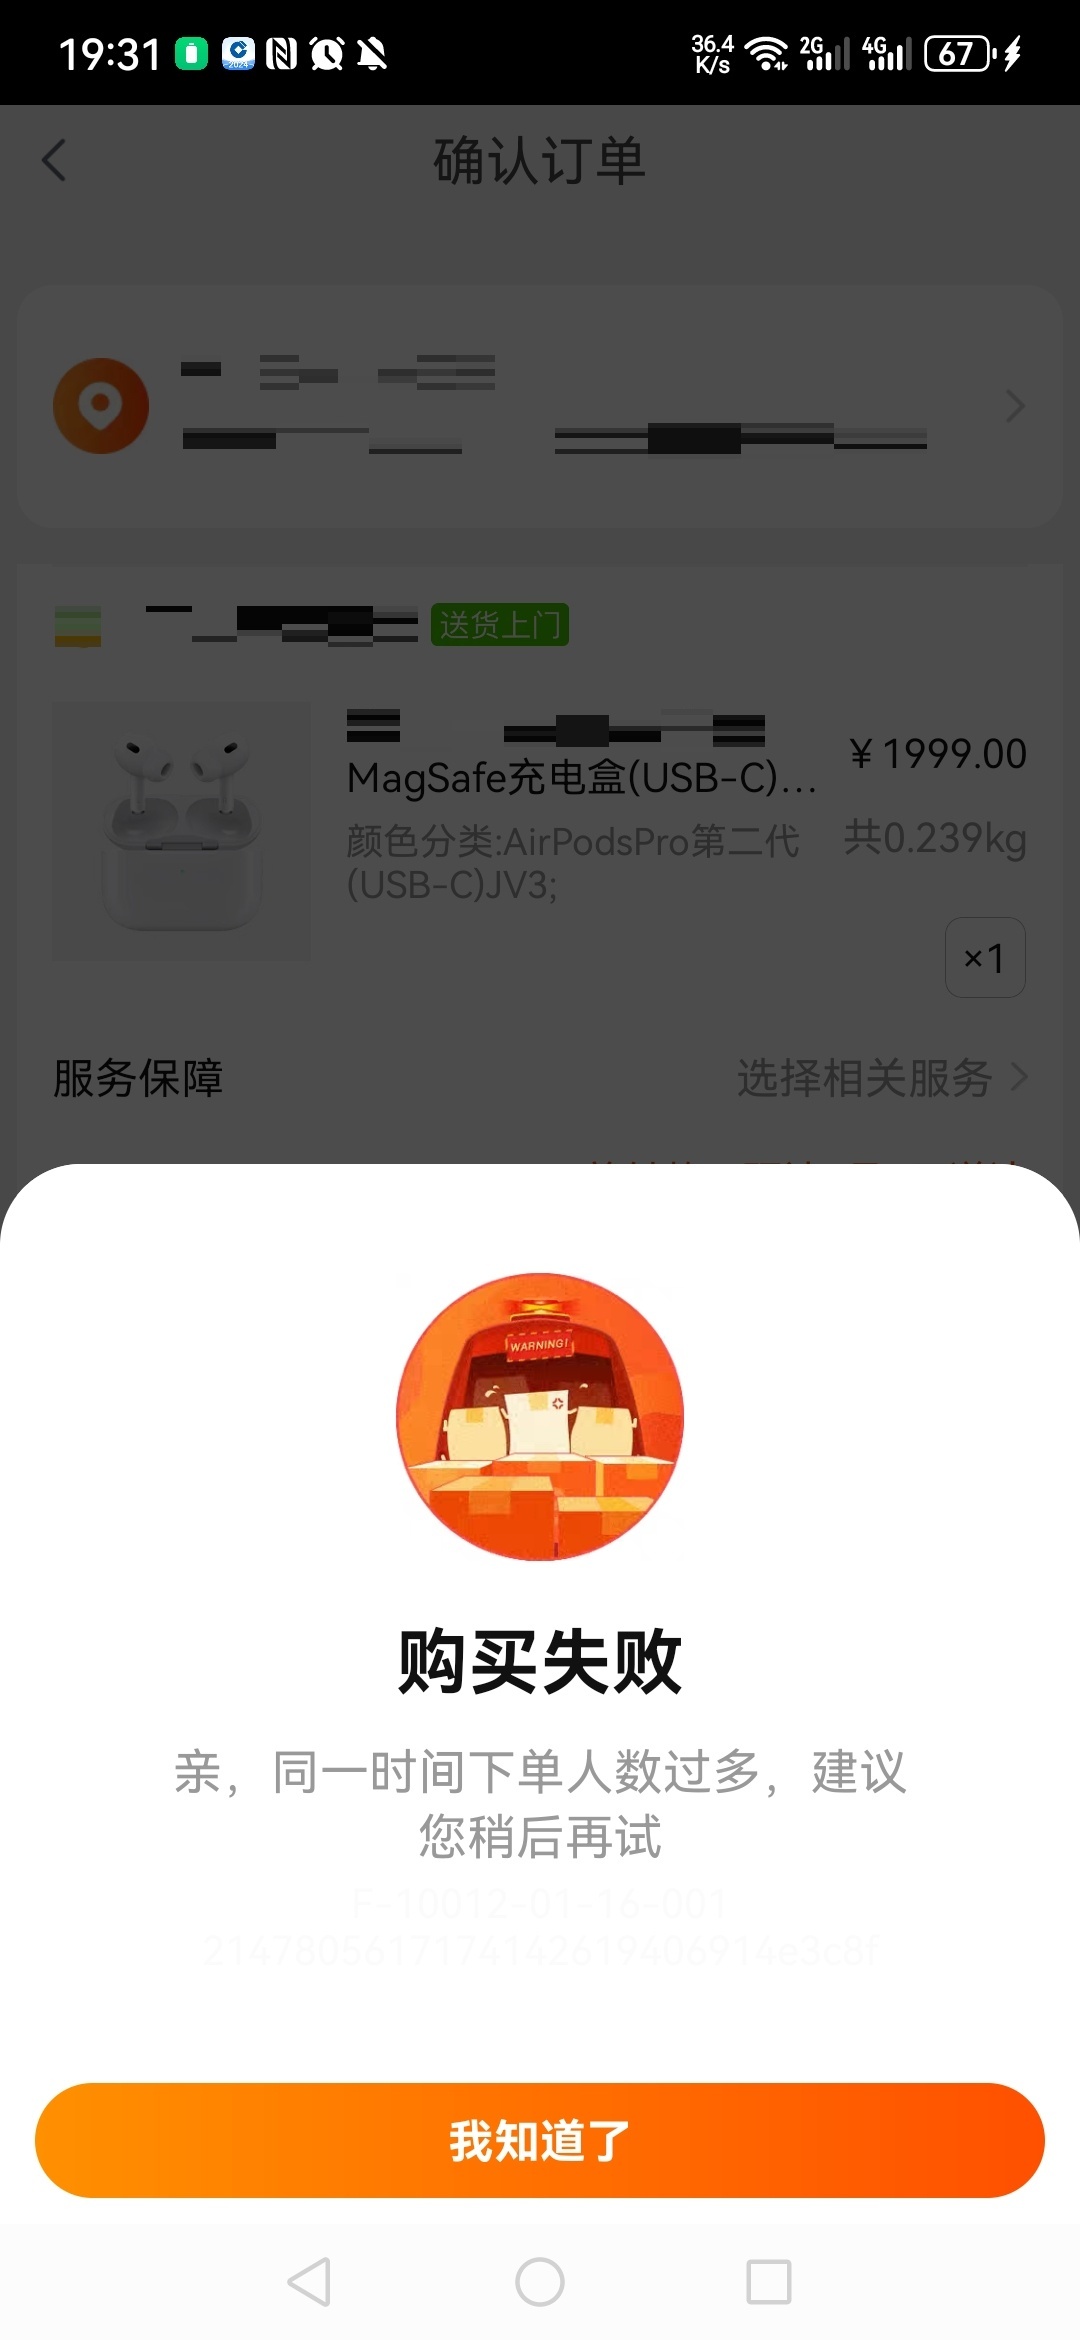 19:31
2024
36.4
K/s
2G
4G
67
确认订单
送货上门
MagSafe充电盒(USB-C)...
¥1999.00
颜色分类:AirPodsPro第二代
(USB-C)JV3;
共0.239kg
×1
服务保障
选择相关服务
WARNING!
购买失败
亲，同一时间下单人数过多，建议
您稍后再试
F-10012-01-16-001
2147805617174142619406914e3c8f
我知道了